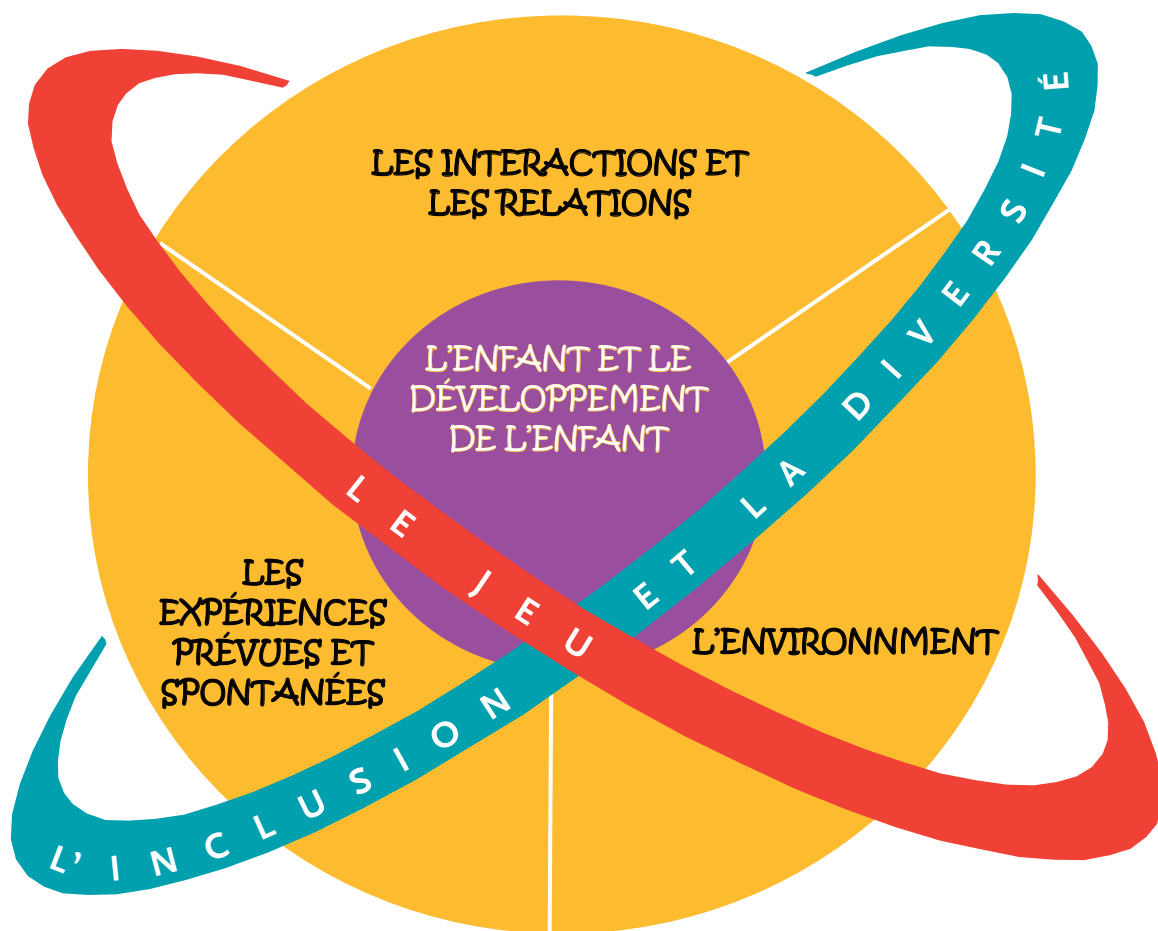 LES INTERACTIONS ET
LES RELATIONS
L'ENFANT ET LE
DÉVELOPPEMENT
DE L'ENFANT
LE JEU
L'INCLUSION ET LA DIVERSITÉ
LES
EXPÉRIENCES
PRÉVUES ET
SPONTANÉES
L'ENVIRONNMENT